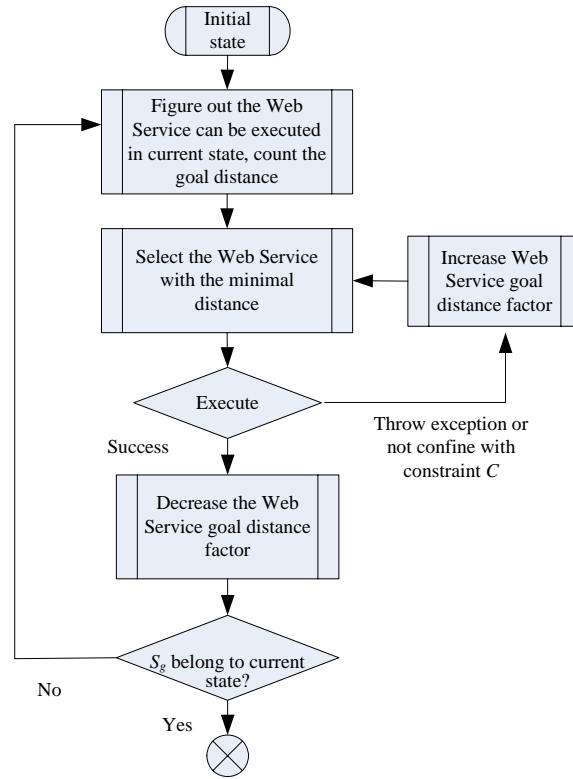 Initial
state
Figure out the Web
Service can be executed
in current state, count the
goal distance
Select the Web Service
with the minimal
distance
Increase Web
Service goal
distance factor
Execute
Throw exception or
not confine with
constraint C
Success
Decrease the Web
Service goal distance
factor
Sg belong to current
state?
No
Yes